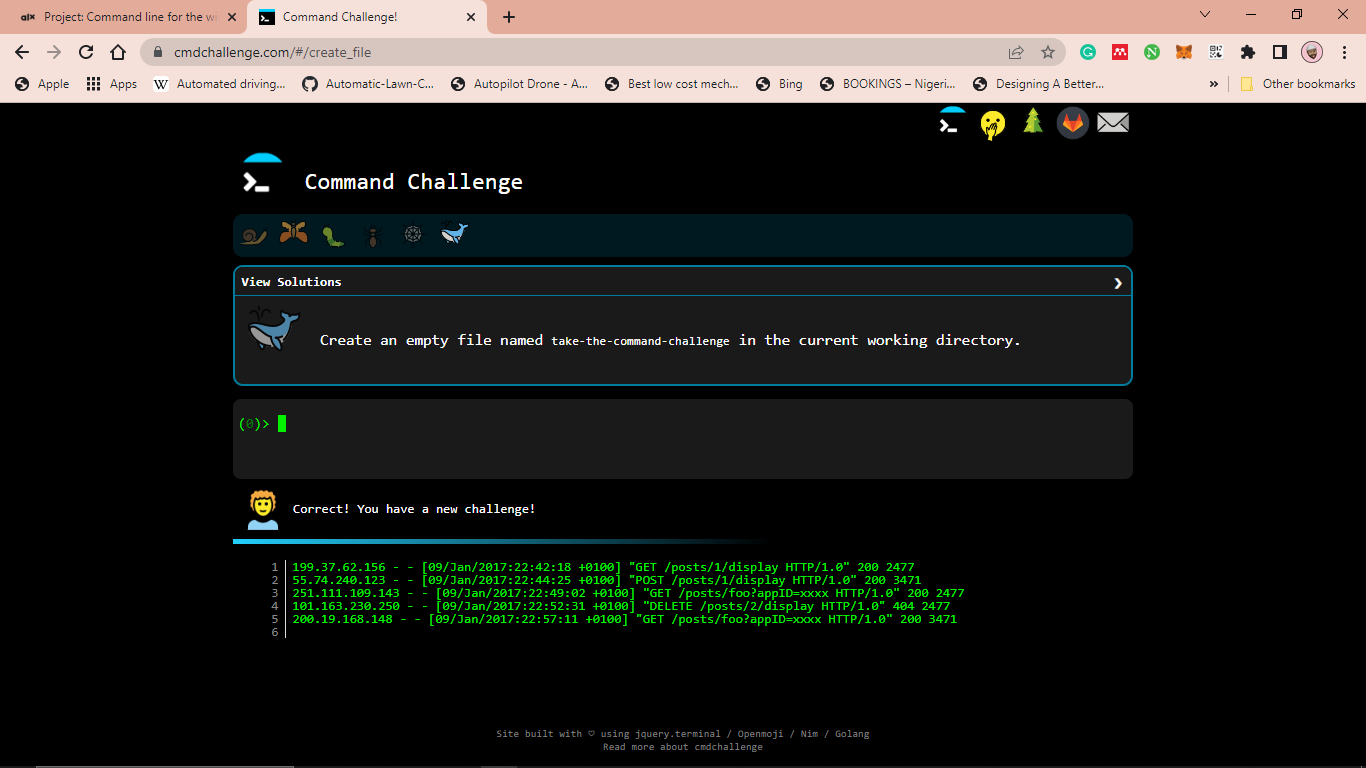 Project: Command line for the wi
Command Challenge!
cmdchallenge.com/#/create_file
Apple
Apps
Automated driving...
Automatic-Lawn-C...
Autopilot Drone - A...
Best low cost mech...
Bing
BOOKINGS – Nigeri...
Designing A Better...
»
Other bookmarks
Command Challenge
View Solutions
Create an empty file named take-the-command-challenge in the current working directory.
(0)>
Correct! You have a new challenge!
1 199.37.62.156 - - [09/Jan/2017:22:42:18 +0100] "GET /posts/1/display HTTP/1.0" 200 2477
2 55.74.240.123 - - [09/Jan/2017:22:44:25 +0100] "POST /posts/1/display HTTP/1.0" 200 3471
3 251.111.109.143 - - [09/Jan/2017:22:49:02 +0100] "GET /posts/foo?appID=xxxx HTTP/1.0" 200 2477
4 101.163.230.250 - - [09/Jan/2017:22:52:31 +0100] "DELETE /posts/2/display HTTP/1.0" 404 2477
5 200.19.168.148 - - [09/Jan/2017:22:57:11 +0100] "GET /posts/foo?appID=xxxx HTTP/1.0" 200 3471
6
Site built with ♡ using jquery.terminal / Openmoji / Nim / Golang
Read more about cmdchallenge